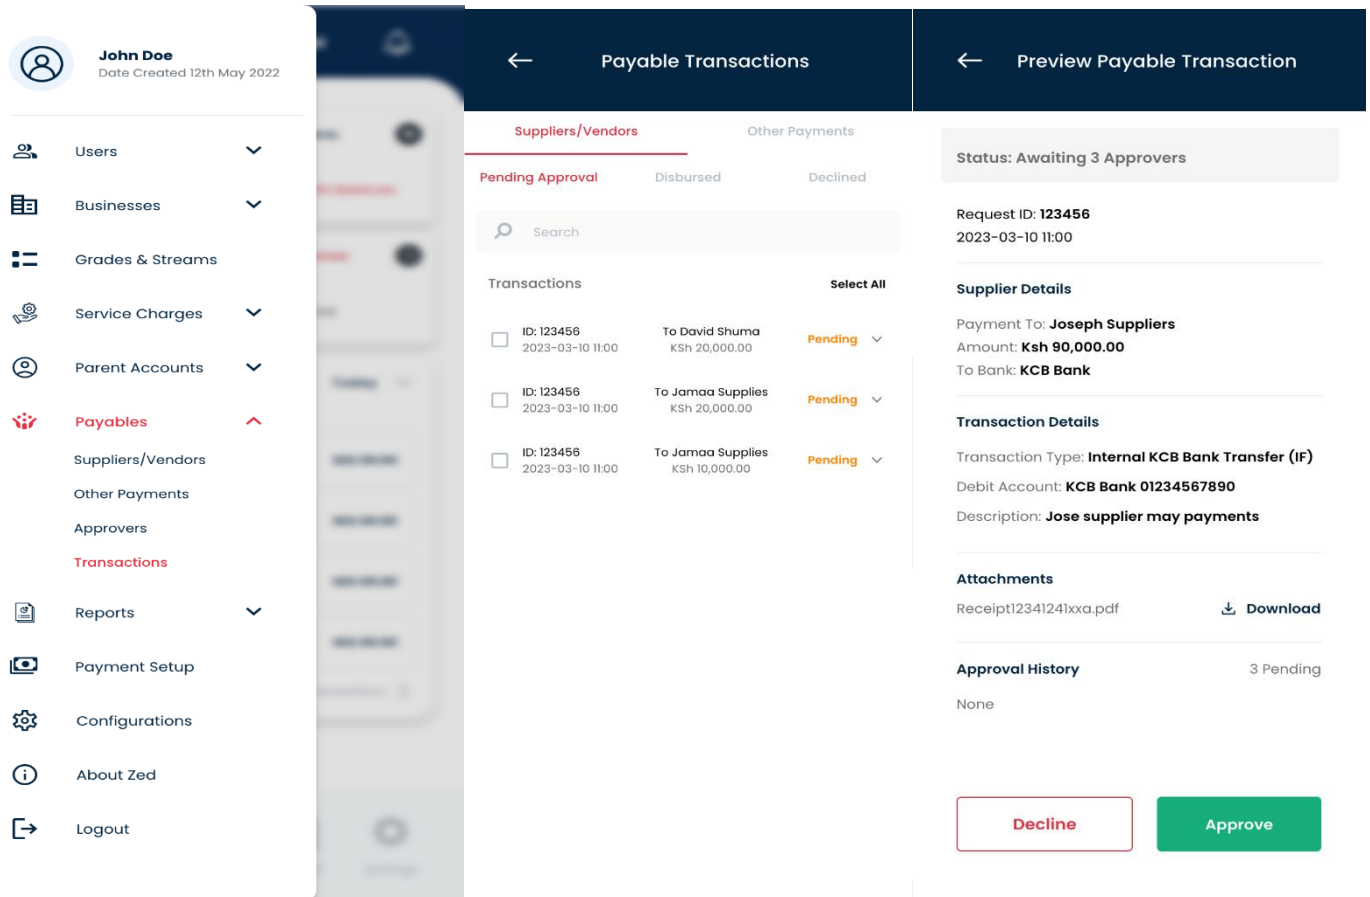 John Doe
Date Created 12th May 2022
Users
Businesses
Grades & Streams
Service Charges
Parent Accounts
Payables
Suppliers/Vendors
Other Payments
Approvers
Transactions
Reports
Payment Setup
Configurations
About Zed
Logout
Today
Payable Transactions
Suppliers/Vendors
Other Payments
Pending Approval
Disbursed
Declined
Search
Transactions
Select All
ID: 123456
To David Shuma
2023-03-10 11:00
KSh 20,000.00
Pending
ID: 123456
To Jamaa Supplies
2023-03-10 11:00
KSh 20,000.00
Pending
ID: 123456
To Jamaa Supplies
2023-03-10 11:00
KSh 10,000.00
Pending
Preview Payable Transaction
Status: Awaiting 3 Approvers
Request ID: 123456
2023-03-10 11:00
Supplier Details
Payment To: Joseph Suppliers
Amount: Ksh 90,000.00
To Bank: KCB Bank
Transaction Details
Transaction Type: Internal KCB Bank Transfer (IF)
Debit Account: KCB Bank 01234567890
Description: Jose supplier may payments
Attachments
Receipt12341241xxa.pdf
Download
Approval History
3 Pending
None
Decline
Approve